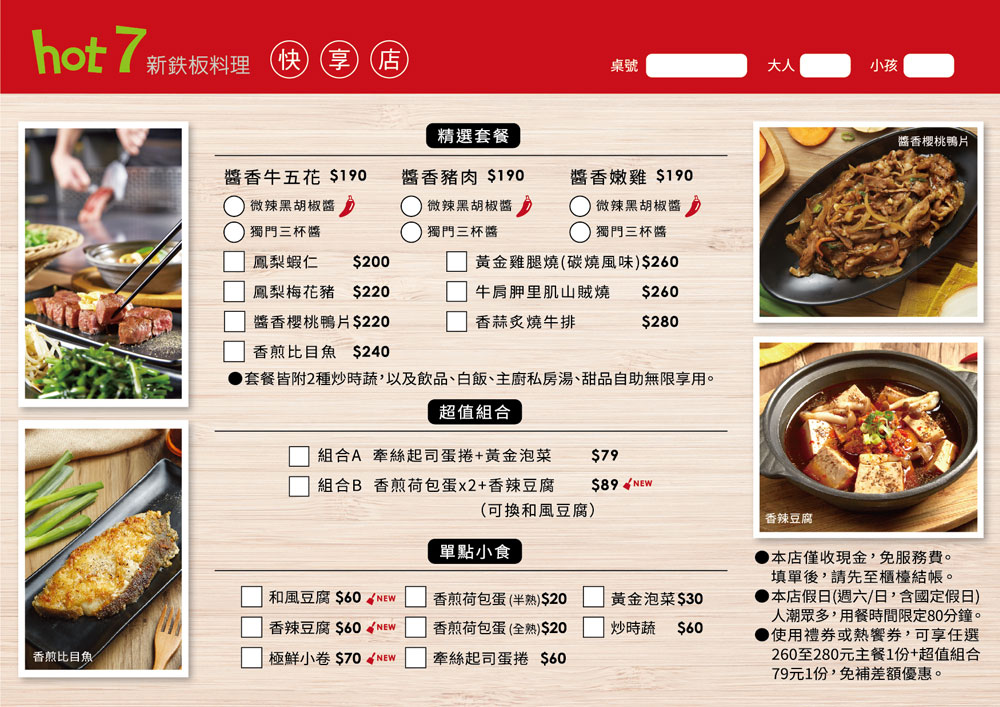 hot 7 新鉄板料理 快享店
桌號 大人 小孩
精選套餐
醬香牛五花 $190 醬香豬肉 $190 醬香嫩雞 $190
微辣黑胡椒醬 微辣黑胡椒醬 微辣黑胡椒醬
獨門三杯醬 獨門三杯醬 獨門三杯醬
鳳梨蝦仁 $200 黃金雞腿燒(碳燒風味)$260
鳳梨梅花豬 $220 牛肩胛里肌山賊燒 $260
醬香櫻桃鴨片$220 香蒜炙燒牛排 $280
香煎比目魚 $240
●套餐皆附2種炒時蔬,以及飲品、白飯、主廚私房湯、甜品自助無限享用。
超值組合
組合A 牽絲起司蛋捲+黃金泡菜 $79
組合B 香煎荷包蛋x2+香辣豆腐 $89 NEW
(可換和風豆腐)
單點小食
和風豆腐 $60 NEW 香煎荷包蛋(半熟)$20 黃金泡菜$30
香辣豆腐 $60 NEW 香煎荷包蛋(全熟)$20 炒時蔬 $60
極鮮小卷 $70 NEW 牽絲起司蛋捲 $60
香煎比目魚
醬香櫻桃鴨片
香辣豆腐
●本店僅收現金,免服務費。
填單後,請先至櫃檯結帳。
●本店假日(週六/日,含國定假日)
人潮眾多,用餐時間限定80分鐘。
●使用禮券或熱饗券,可享任選
260至280元主餐1份+超值組合
79元1份,免補差額優惠。